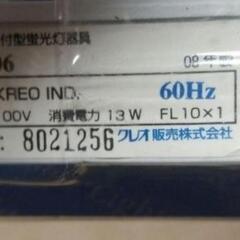 付型蛍光灯器具
06 08年製
KREO IND. 60Hz
00V 消費電力 13W FL10×1
: 8021256 クレオ販売株式会社